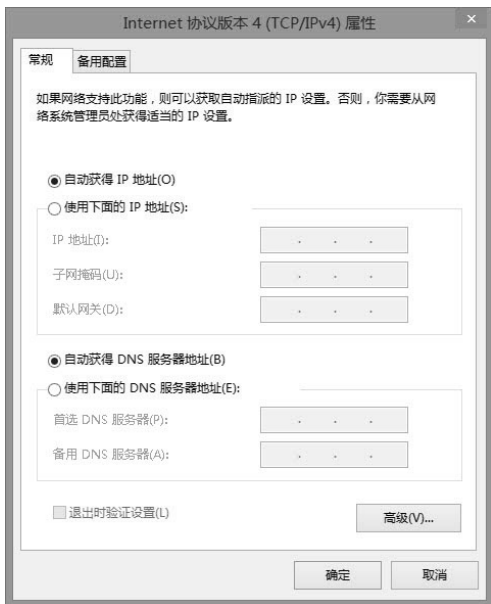 Internet 协议版本 4 (TCP/IPv4) 属性
×
常规
备用配置
如果网络支持此功能，则可以获取自动指派的 IP 设置。否则，你需要从网
络系统管理员处获得适当的 IP 设置。
自动获得 IP 地址(O)
使用下面的 IP 地址(S):
IP 地址(I):
子网掩码(U):
默认网关(D):
自动获得 DNS 服务器地址(B)
使用下面的 DNS 服务器地址(E):
首选 DNS 服务器(P):
备用 DNS 服务器(A):
退出时验证设置(L)
高级(V)...
确定
取消